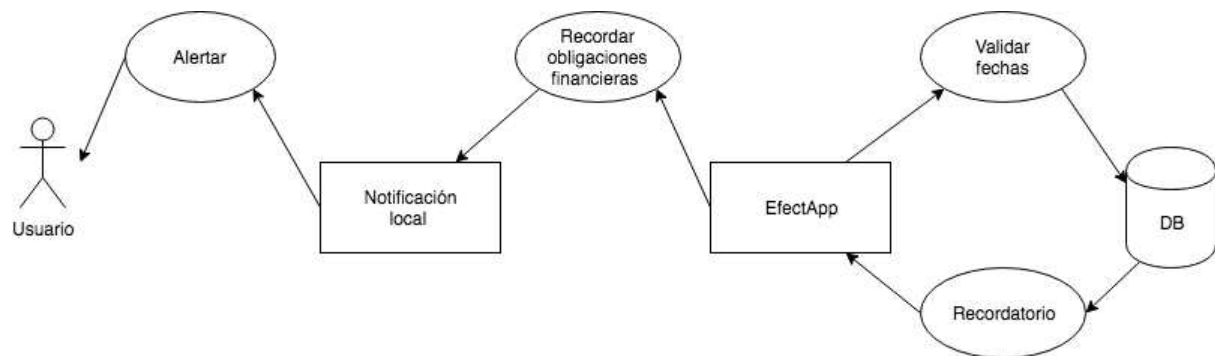 Alertar
Recordar
obligaciones
financieras
Validar
fechas
Usuario
Notificación
local
EfectApp
DB
Recordatorio